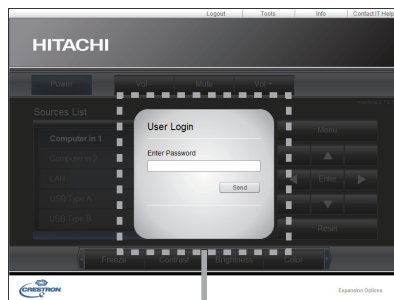 Logout Tools Info Contact IT Help
HITACHI
Power Vol - Mute Vol +
Sources List
Computer in 1
Computer in 2
LAN
USB Type A
USB Type B
User Login
Enter Password
Send
Menu
Enter
Reset
Freeze Contrast Brightness Color
CRESTRON
Expansion Options